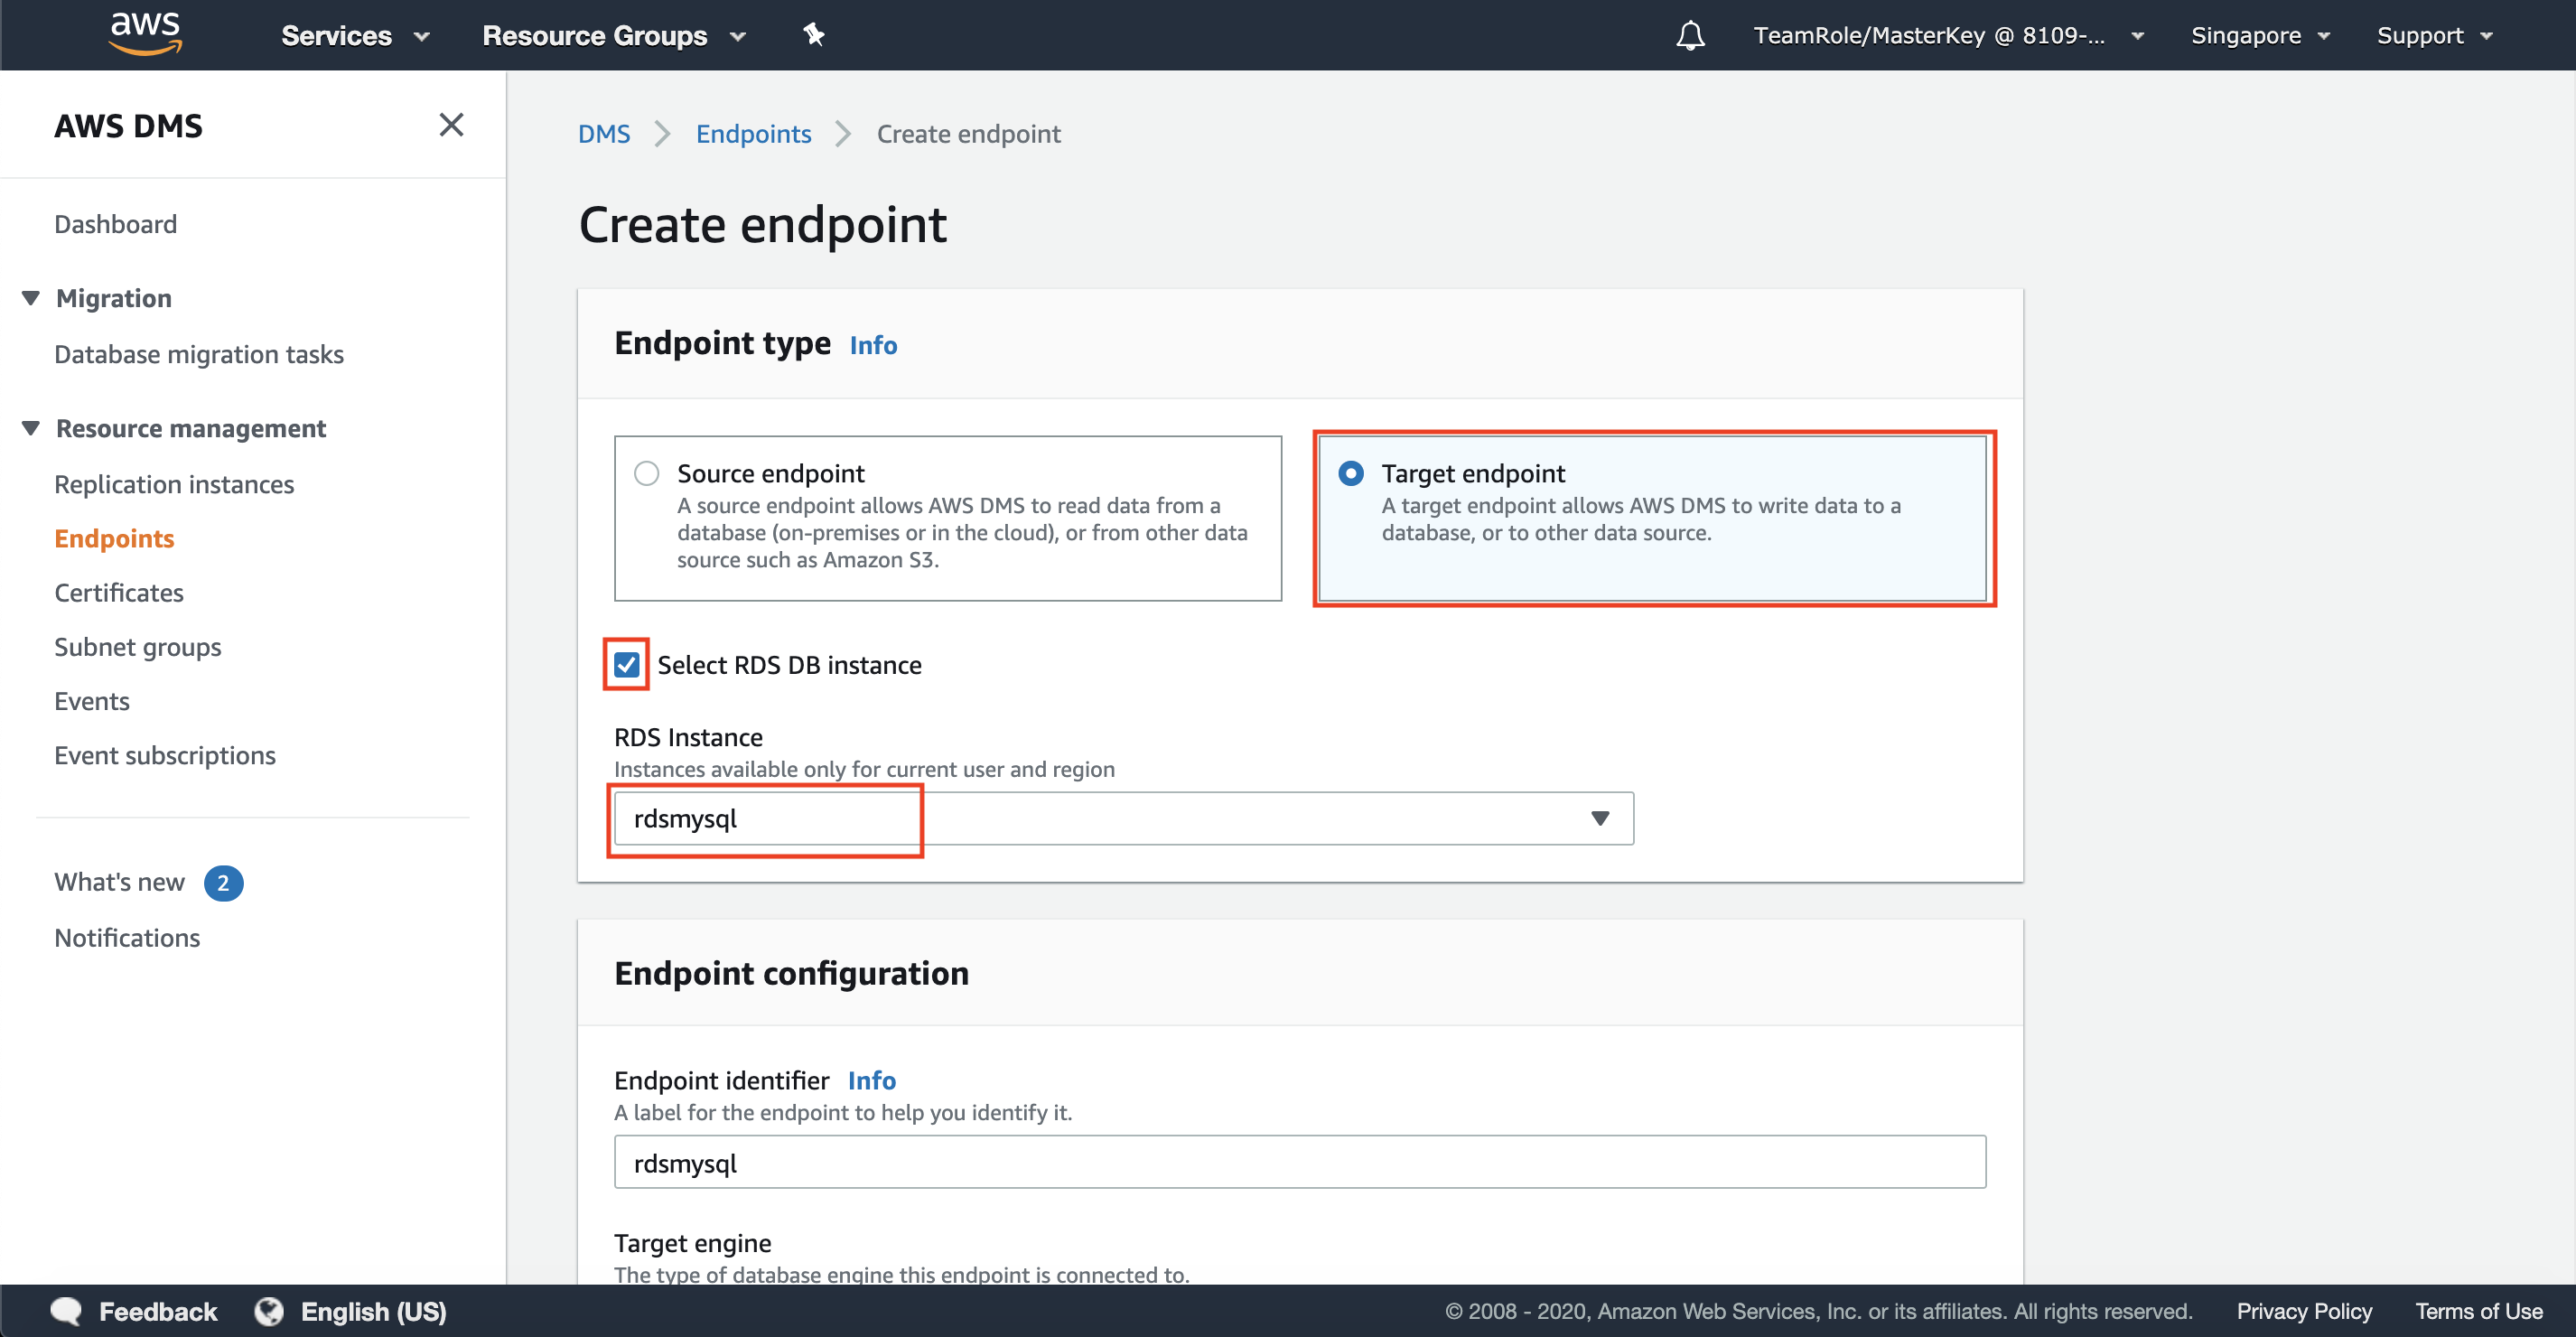 aws
Services
Resource Groups
TeamRole/MasterKey @ 8109-...
Singapore
Support
AWS DMS
Dashboard
Migration
Database migration tasks
Resource management
Replication instances
Endpoints
Certificates
Subnet groups
Events
Event subscriptions
What's new 2
Notifications
DMS Endpoints Create endpoint
Create endpoint
Endpoint type Info
Source endpoint
A source endpoint allows AWS DMS to read data from a
database (on-premises or in the cloud), or from other data
source such as Amazon S3.
Target endpoint
A target endpoint allows AWS DMS to write data to a
database, or to other data source.
Select RDS DB instance
RDS Instance
Instances available only for current user and region
rdsmysql
Endpoint configuration
Endpoint identifier Info
A label for the endpoint to help you identify it.
rdsmysql
Target engine
The type of database engine this endpoint is connected to.
Feedback
English (US)
© 2008 - 2020, Amazon Web Services, Inc. or its affiliates. All rights reserved.
Privacy Policy
Terms of Use